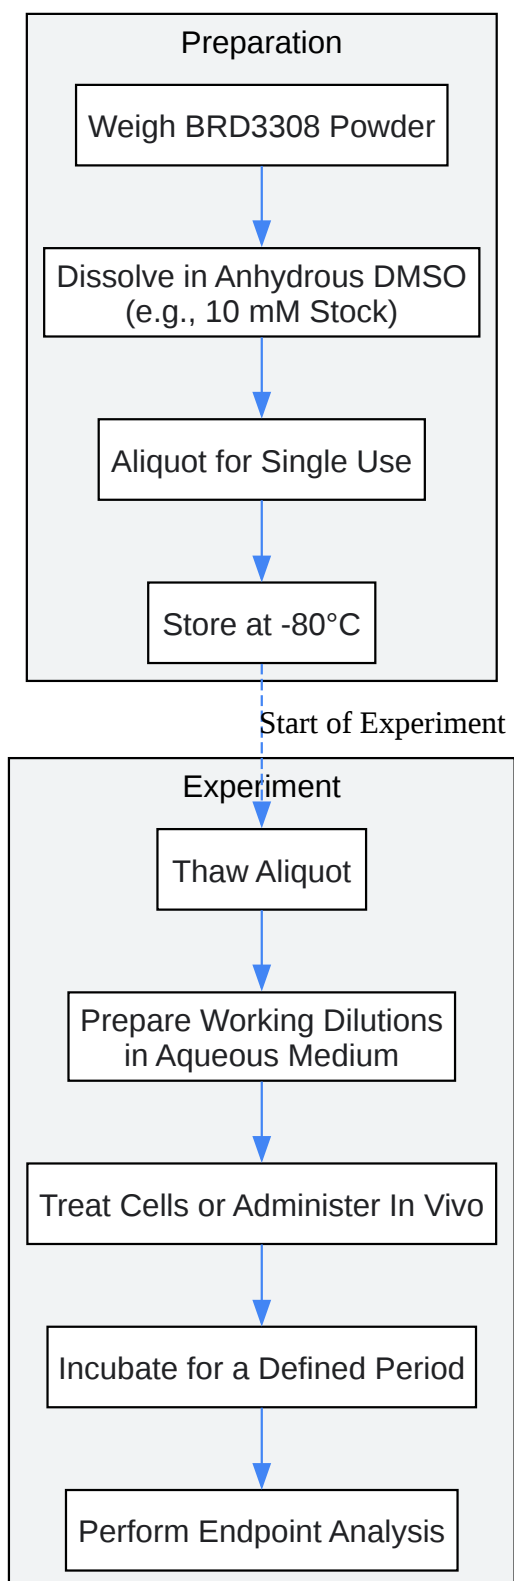 Preparation
Weigh BRD3308 Powder
Dissolve in Anhydrous DMSO
(e.g., 10 mM Stock)
Aliquot for Single Use
Store at -80°C
Start of Experiment
Experiment
Thaw Aliquot
Prepare Working Dilutions
in Aqueous Medium
Treat Cells or Administer In Vivo
Incubate for a Defined Period
Perform Endpoint Analysis